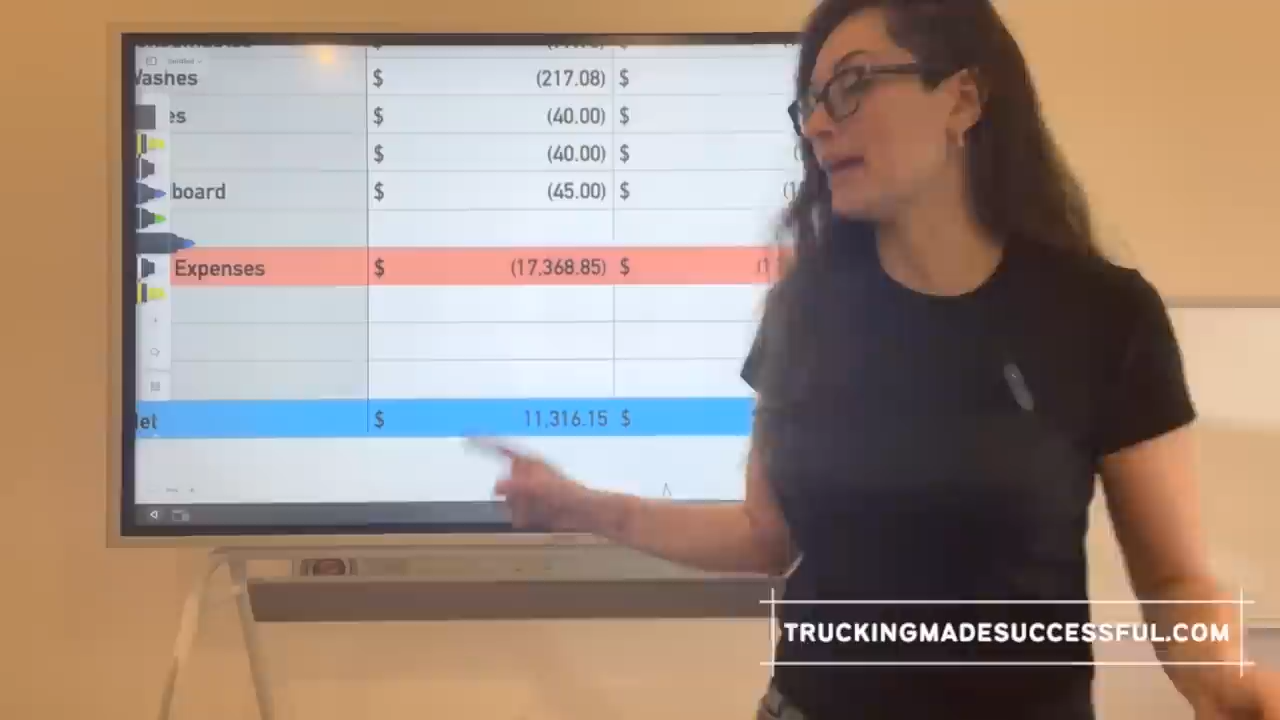 Washes $ (217.08) $
es $ (40.00) $
$ (40.00) $
board $ (45.00) $
Expenses $ (17,368.85) $
let $ 11,316.15 $
TRUCKINGMADESUCCESSFUL.COM